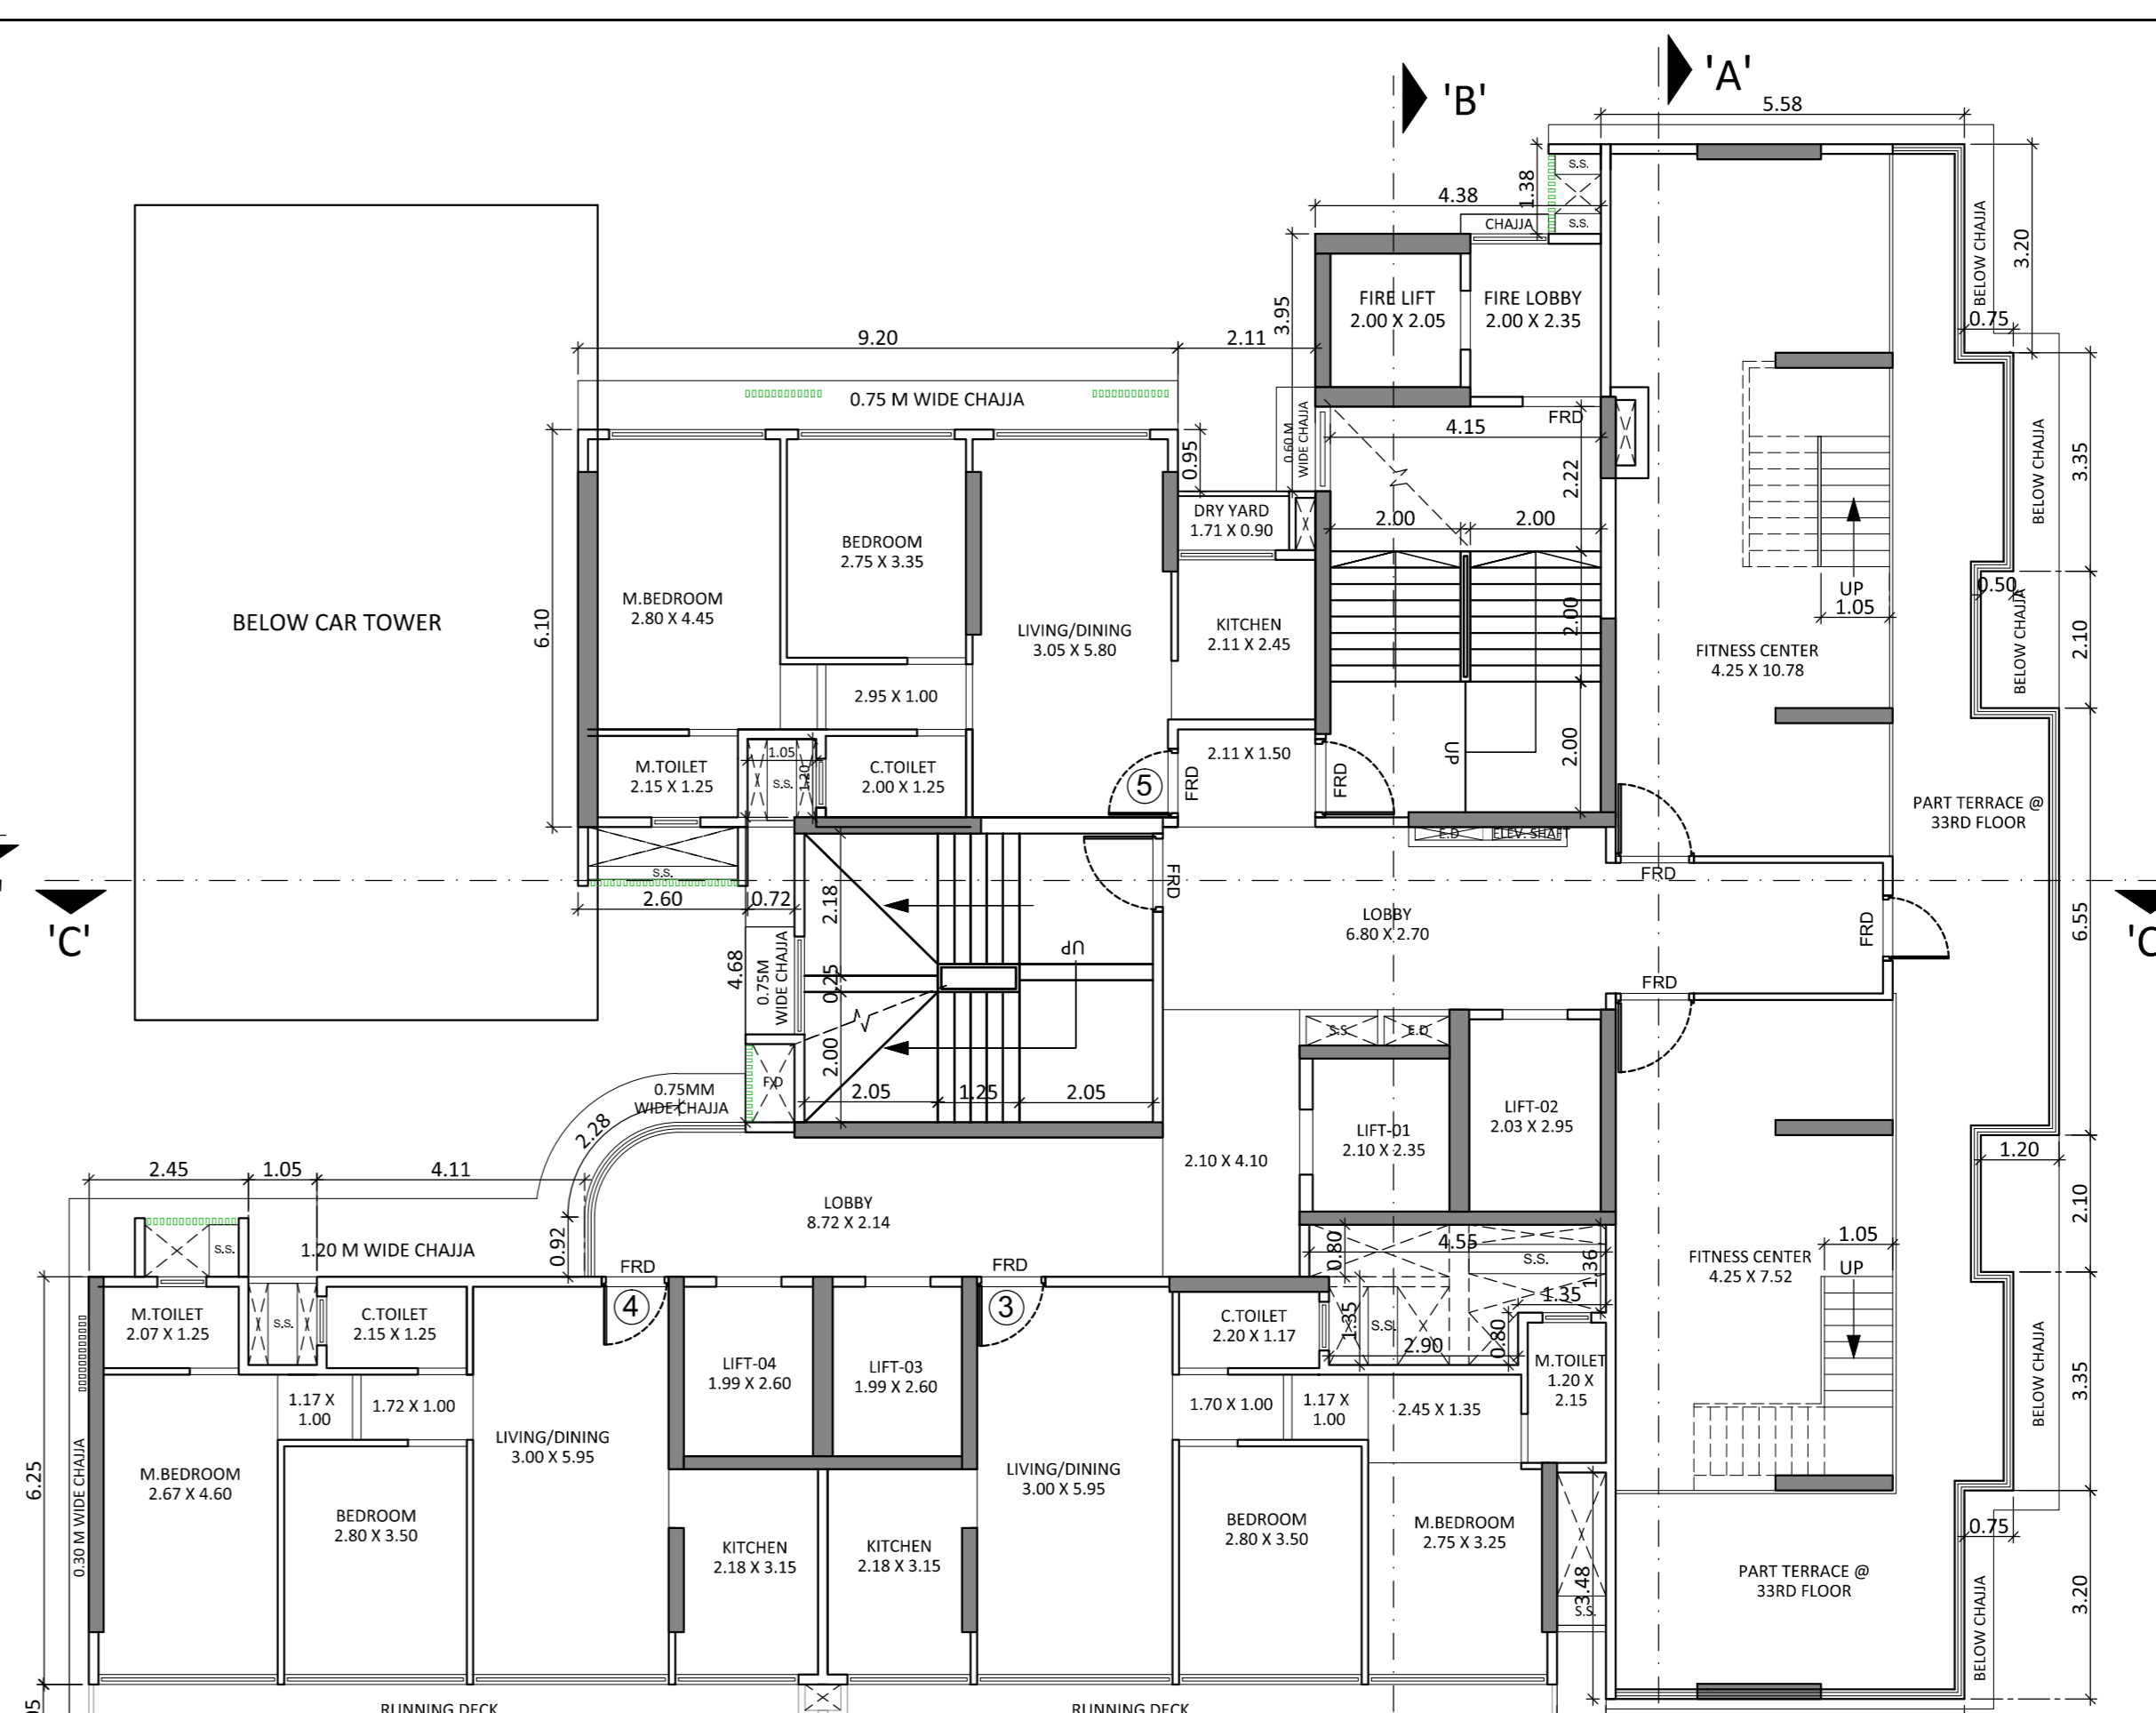 'A'
'B'
5.58
4.38
1.38
S.S.
S.S.
CHAJJA
BELOW CHAJJA
3.20
0.75
FIRE LIFT
2.00 X 2.05
FIRE LOBBY
2.00 X 2.35
3.95
9.20
2.11
0.75 M WIDE CHAJJA
0.60 M
WIDE CHAJJA
FRD
4.15
2.22
0.95
DRY YARD
1.71 X 0.90
2.00
2.00
BELOW CHAJJA
3.35
BEDROOM
2.75 X 3.35
M.BEDROOM
2.80 X 4.45
LIVING/DINING
3.05 X 5.80
KITCHEN
2.11 X 2.45
2.00
UP
1.05
0.50
BELOW CHAJJA
2.10
BELOW CAR TOWER
6.10
FITNESS CENTER
4.25 X 10.78
2.95 X 1.00
2.11 X 1.50
UP
2.00
M.TOILET
2.15 X 1.25
1.05
1.20
S.S.
C.TOILET
2.00 X 1.25
5
FRD
FRD
PART TERRACE @
33RD FLOOR
E.D
ELEV. SHAFT
S.S.
FRD
FRD
2.60
0.72
2.18
LOBBY
6.80 X 2.70
FRD
6.55
'C'
'C
4.68
0.75M
WIDE CHAJJA
0.25
UP
FRD
S.S.
E.D
2.00
F.D
0.75MM
WIDE CHAJJA
2.05
1.25
2.05
2.28
LIFT-02
2.03 X 2.95
LIFT-01
2.10 X 2.35
2.10 X 4.10
1.20
2.45
1.05
4.11
LOBBY
8.72 X 2.14
2.10
0.92
1.20 M WIDE CHAJJA
S.S.
FRD
FRD
0.80
4.55
S.S.
1.36
1.35
FITNESS CENTER
4.25 X 7.52
1.05
UP
M.TOILET
2.07 X 1.25
S.S.
C.TOILET
2.15 X 1.25
4
3
C.TOILET
2.20 X 1.17
1.35
S.S.
2.90
0.80
M.TOILET
1.20 X
2.15
LIFT-04
1.99 X 2.60
LIFT-03
1.99 X 2.60
BELOW CHAJJA
3.35
1.17 X
1.00
1.72 X 1.00
1.70 X 1.00
1.17 X
1.00
2.45 X 1.35
LIVING/DINING
3.00 X 5.95
LIVING/DINING
3.00 X 5.95
6.25
0.30 M WIDE CHAJJA
M.BEDROOM
2.67 X 4.60
BEDROOM
2.80 X 3.50
BEDROOM
2.80 X 3.50
M.BEDROOM
2.75 X 3.25
0.75
KITCHEN
2.18 X 3.15
KITCHEN
2.18 X 3.15
3.48
S.S.
PART TERRACE @
33RD FLOOR
BELOW CHAJJA
3.20
RUNNING DECK
RUNNING DECK